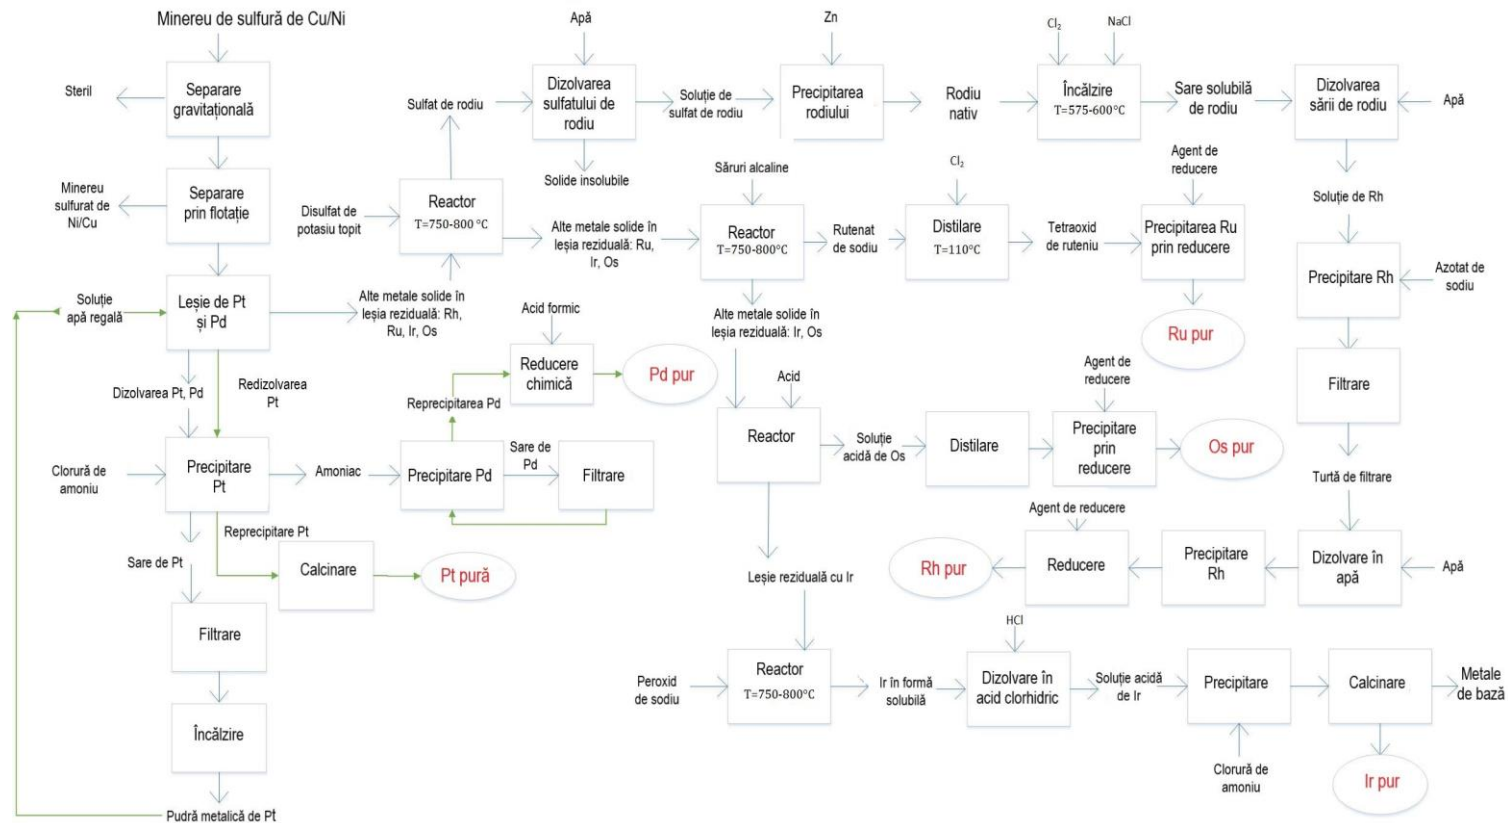 Minereu de sulfură de Cu/Ni
Separare
gravitațională
Steril
Separare
prin flotație
Minereu
sulfurat de
Ni/Cu
Leșie de Pt
și Pd
Soluție
apă regală
Alte metale solide în
leșia reziduală: Rh,
Ru, Ir, Os
Dizolvarea Pt, Pd
Redizolvarea
Pt
Clorură de
amoniu
Precipitare
Pt
Amoniac
Precipitare Pd
Sare de
Pd
Filtrare
Reprecipitarea Pd
Acid formic
Reducere
chimică
Pd pur
Reprecipitare Pt
Calcinare
Pt pură
Sare de Pt
Filtrare
Încălzire
Pudră metalică de Pt
Disulfat de
potasiu topit
Reactor
T=750-800 °C
Sulfat de rodiu
Apă
Dizolvarea
sulfatului de
rodiu
Solide insolubile
Soluție de
sulfat de rodiu
Zn
Precipitarea
rodiului
Rodiu
nativ
Cl₂
NaCl
Încălzire
T=575-600°C
Sare solubilă
de rodiu
Dizolvarea
sării de rodiu
Apă
Soluție de Rh
Precipitare Rh
Azotat de
sodiu
Filtrare
Turtă de filtrare
Dizolvare în
apă
Apă
Precipitare
Rh
Agent de reducere
Reducere
Rh pur
Alte metale solide în
leșia reziduală: Ru,
Ir, Os
Săruri alcaline
Reactor
T=750-800°C
Rutenat
de sodiu
Cl₂
Distilare
T=110°C
Tetraoxid
de ruteniu
Agent de
reducere
Precipitarea Ru
prin reducere
Ru pur
Alte metale solide în
leșia reziduală: Ir, Os
Acid
Reactor
Soluție
acidă de Os
Distilare
Agent de
reducere
Precipitare
prin
reducere
Os pur
Leșie reziduală cu Ir
Peroxid
de sodiu
Reactor
T=750-800°C
Ir în formă
solubilă
HCl
Dizolvare în
acid clorhidric
Soluție acidă
de Ir
Precipitare
Clorură de
amoniu
Calcinare
Metale
de bază
Ir pur